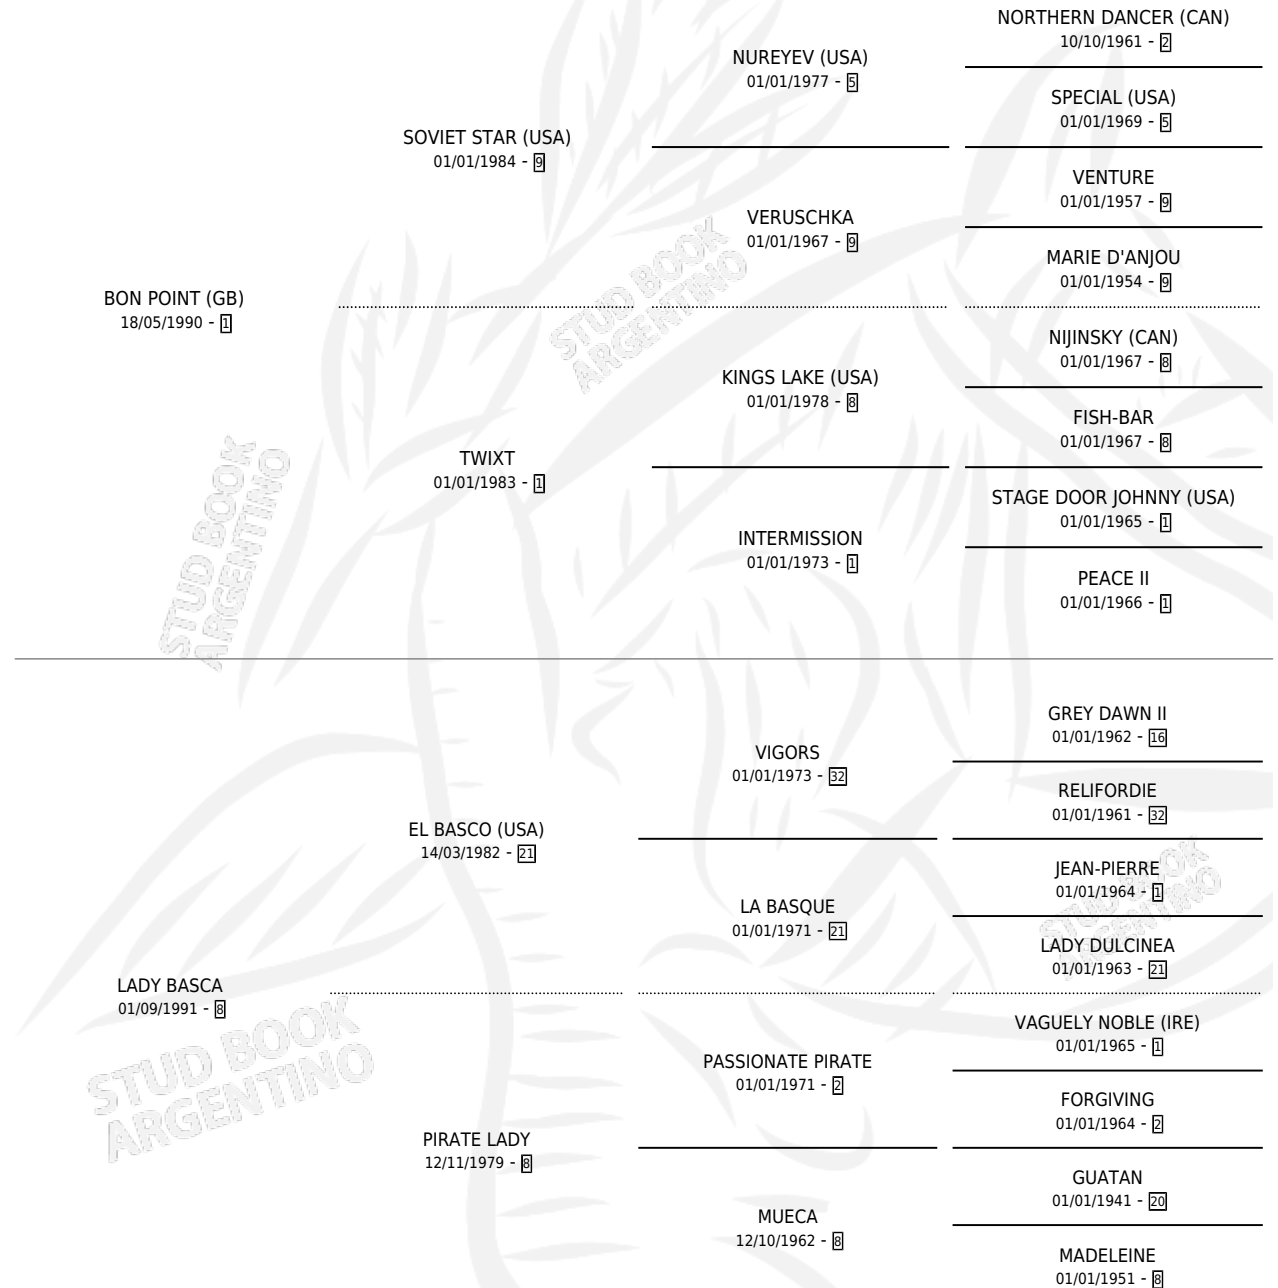 NORTHERN DANCER (CAN)
10/10/1961 - 2
NUREYEV (USA)
01/01/1977 - 5
SPECIAL (USA)
01/01/1969 - 5
SOVIET STAR (USA)
01/01/1984 - 9
VENTURE
01/01/1957 - 9
VERUSCHKA
01/01/1967 - 9
MARIE D'ANJOU
01/01/1954 - 9
BON POINT (GB)
18/05/1990 - 1
NIJINSKY (CAN)
01/01/1967 - 8
KINGS LAKE (USA)
01/01/1978 - 8
FISH-BAR
01/01/1967 - 8
TWIXT
01/01/1983 - 1
STAGE DOOR JOHNNY (USA)
01/01/1965 - 1
INTERMISSION
01/01/1973 - 1
PEACE II
01/01/1966 - 1
GREY DAWN II
01/01/1962 - 16
VIGORS
01/01/1973 - 32
RELIFORDIE
01/01/1961 - 32
EL BASCO (USA)
14/03/1982 - 21
JEAN-PIERRE
01/01/1964 - 1
LA BASQUE
01/01/1971 - 21
LADY DULCINEA
01/01/1963 - 21
LADY BASCA
01/09/1991 - 8
VAGUELY NOBLE (IRE)
01/01/1965 - 1
PASSIONATE PIRATE
01/01/1971 - 2
FORGIVING
01/01/1964 - 2
PIRATE LADY
12/11/1979 - 8
GUATAN
01/01/1941 - 20
MUECA
12/10/1962 - 8
MADELEINE
01/01/1951 - 8
STUD BOOK
ARGENTINO
STUD BOOK
ARGENTINO
STUD BOOK
ARGENTINO
STUD BOOK
ARGENTINO